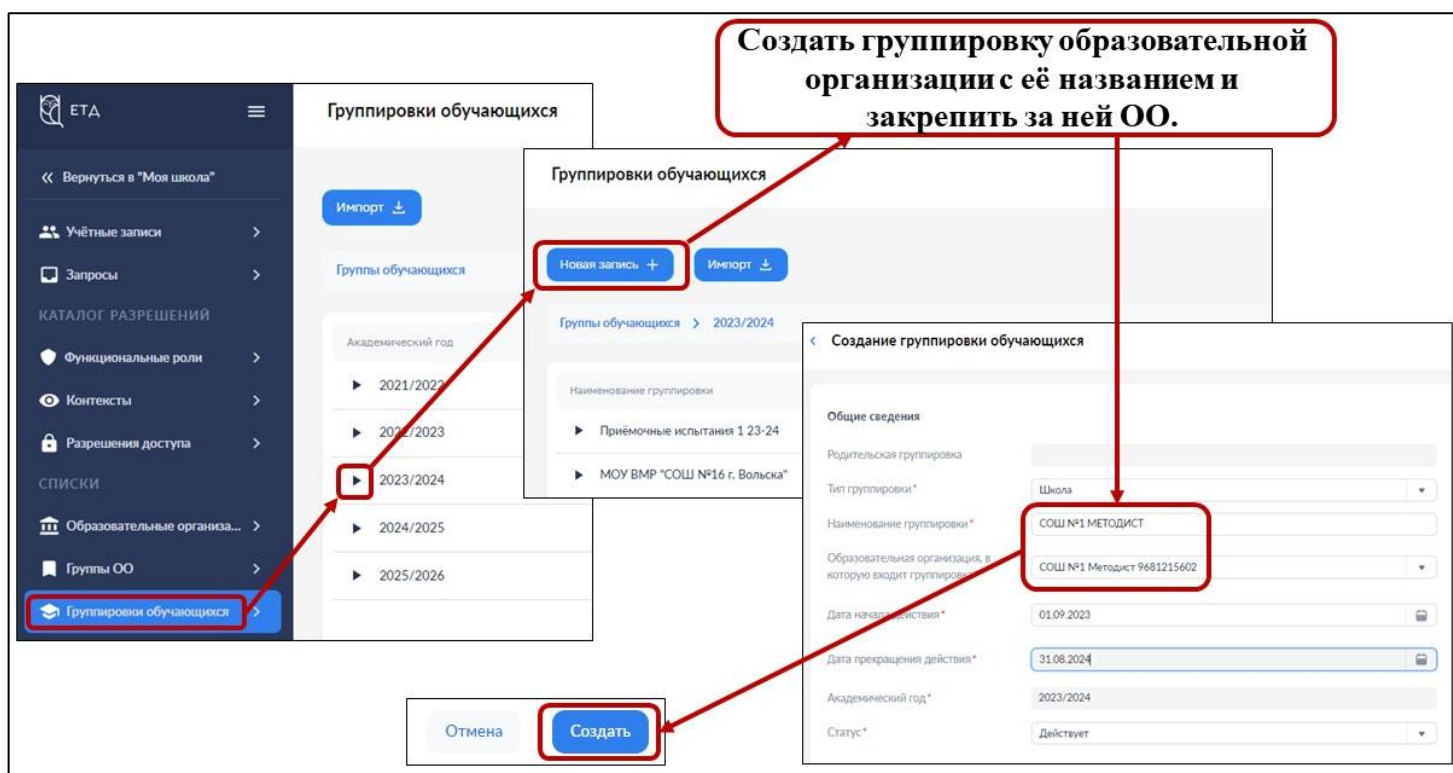 Создать группировку образовательной
организации с её названием и
закрепить за ней ОО.
ЕТД
Вернуться в "Моя школа"
Учётные записи
Запросы
КАТАЛОГ РАЗРЕШЕНИЙ
Функциональные роли
Контексты
Разрешения доступа
СПИСКИ
Образовательные организа...
Группы ОО
Группировки обучающихся
Группировки обучающихся
Импорт
Группы обучающихся
Академический год
2021/2022
2022/2023
2023/2024
2024/2025
2025/2026
Группировки обучающихся
Новая запись +
Импорт
Группы обучающихся > 2023/2024
Наименование группировки
Приёмочные испытания 1 23-24
МОУ ВМР "СОШ №16 г. Вольска"
Создание группировки обучающихся
Общие сведения
Родительская группировка
Тип группировки* Школа
Наименование группировки* СОШ №1 МЕТОДИСТ
Образовательная организация, в
которую входит группировка СОШ №1 Методист 9681215602
Дата начала действия* 01.09.2023
Дата прекращения действия* 31.08.2024
Академический год* 2023/2024
Статус* Действует
Отмена Создать